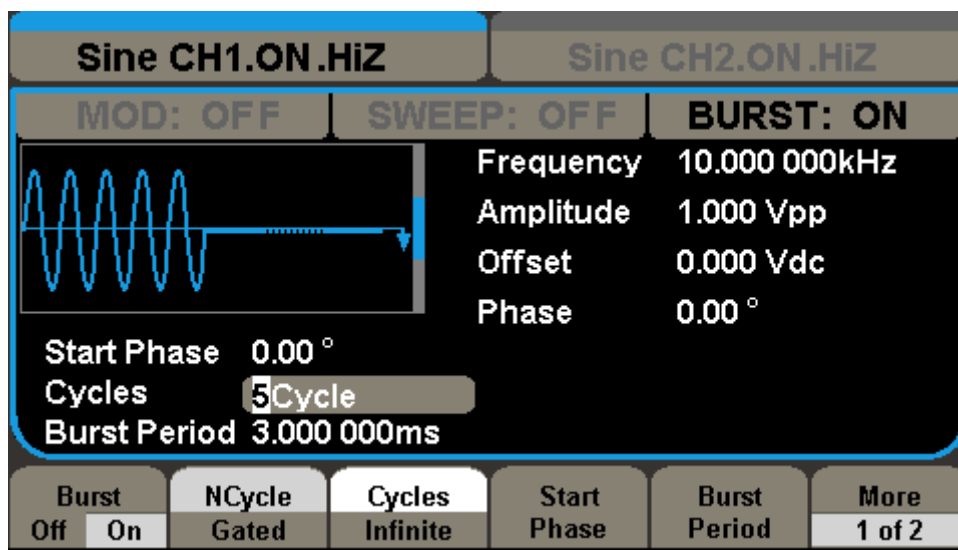 Sine CH1.ON.HiZ
Sine CH2.ON.HiZ
MOD: OFF
SWEEP: OFF
BURST: ON
Frequency 10.000 000kHz
Amplitude 1.000 Vpp
Offset 0.000 Vdc
Phase 0.00 °
Start Phase 0.00 °
Cycles 5Cycle
Burst Period 3.000 000ms
Burst
Off On
NCycle
Gated
Cycles
Infinite
Start
Phase
Burst
Period
More
1 of 2